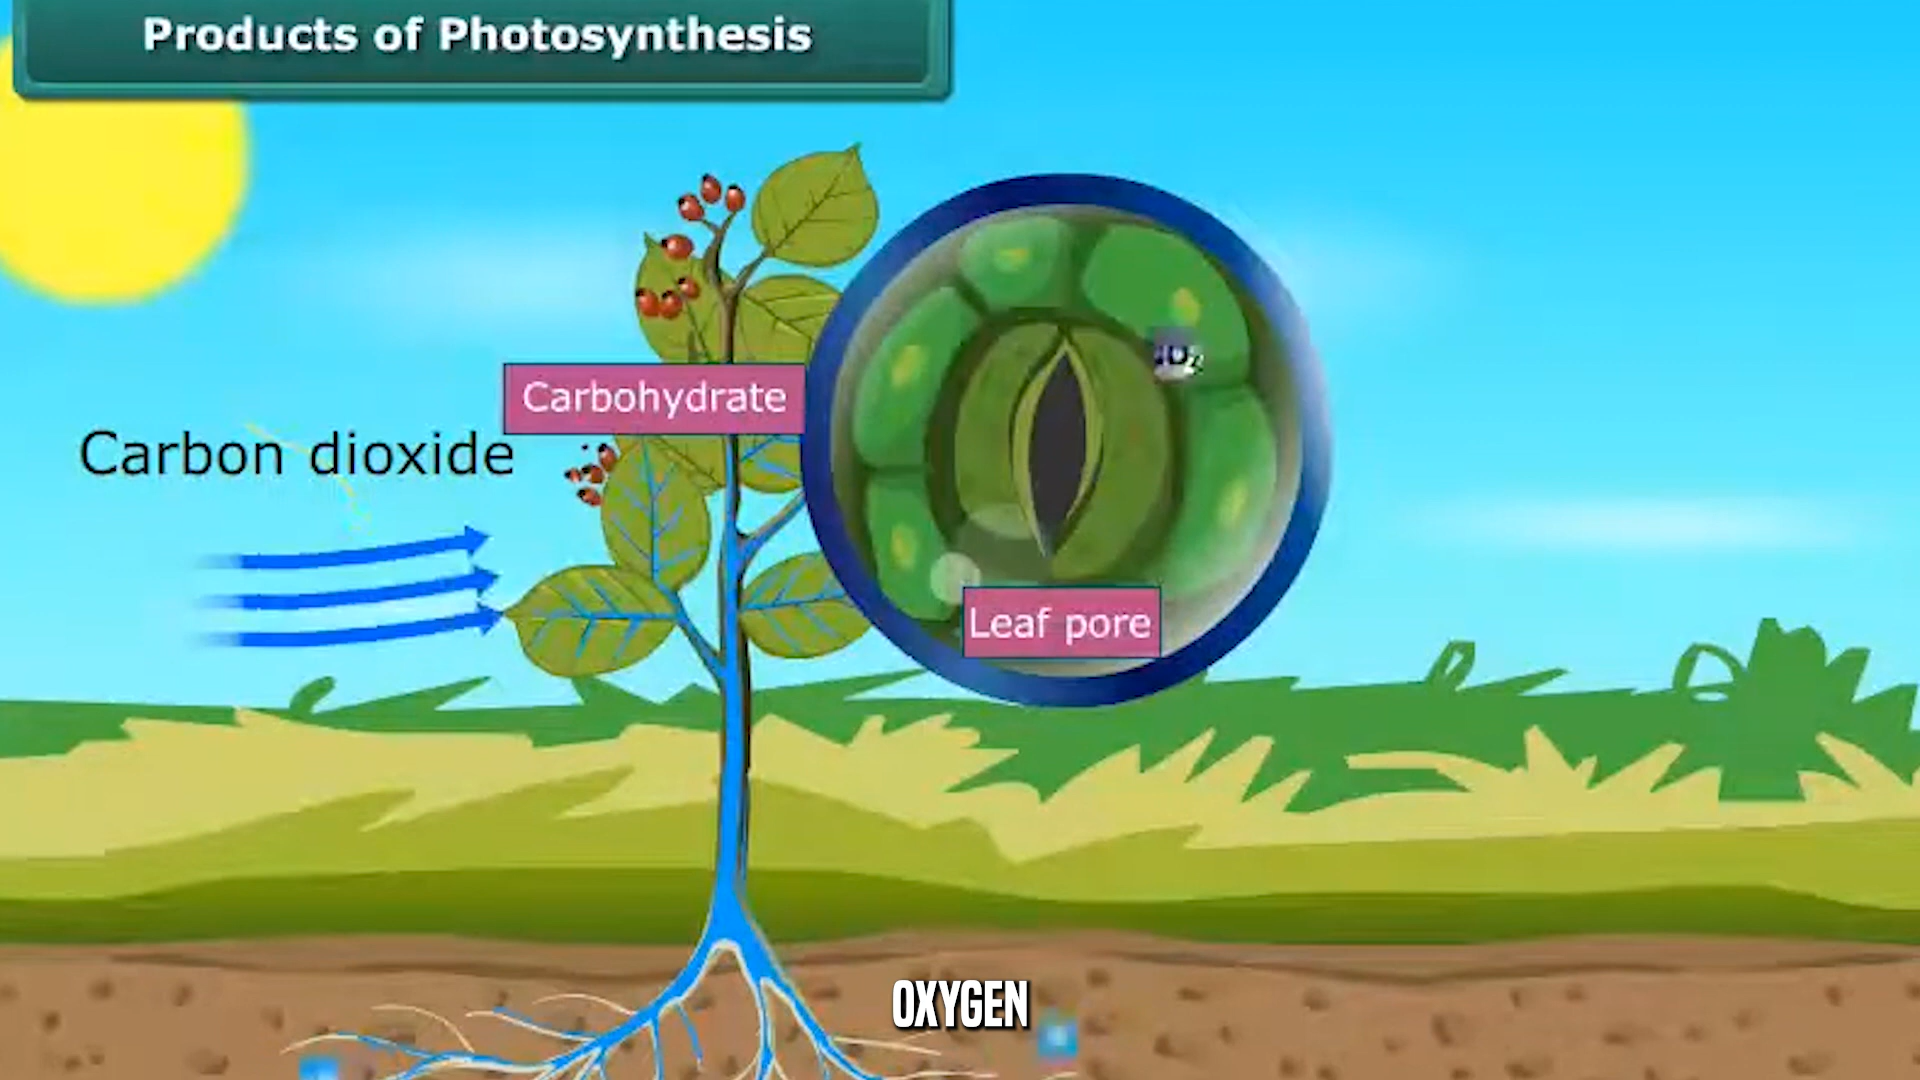 Products of Photosynthesis
Carbohydrate
Carbon dioxide
Leaf pore
OXYGEN